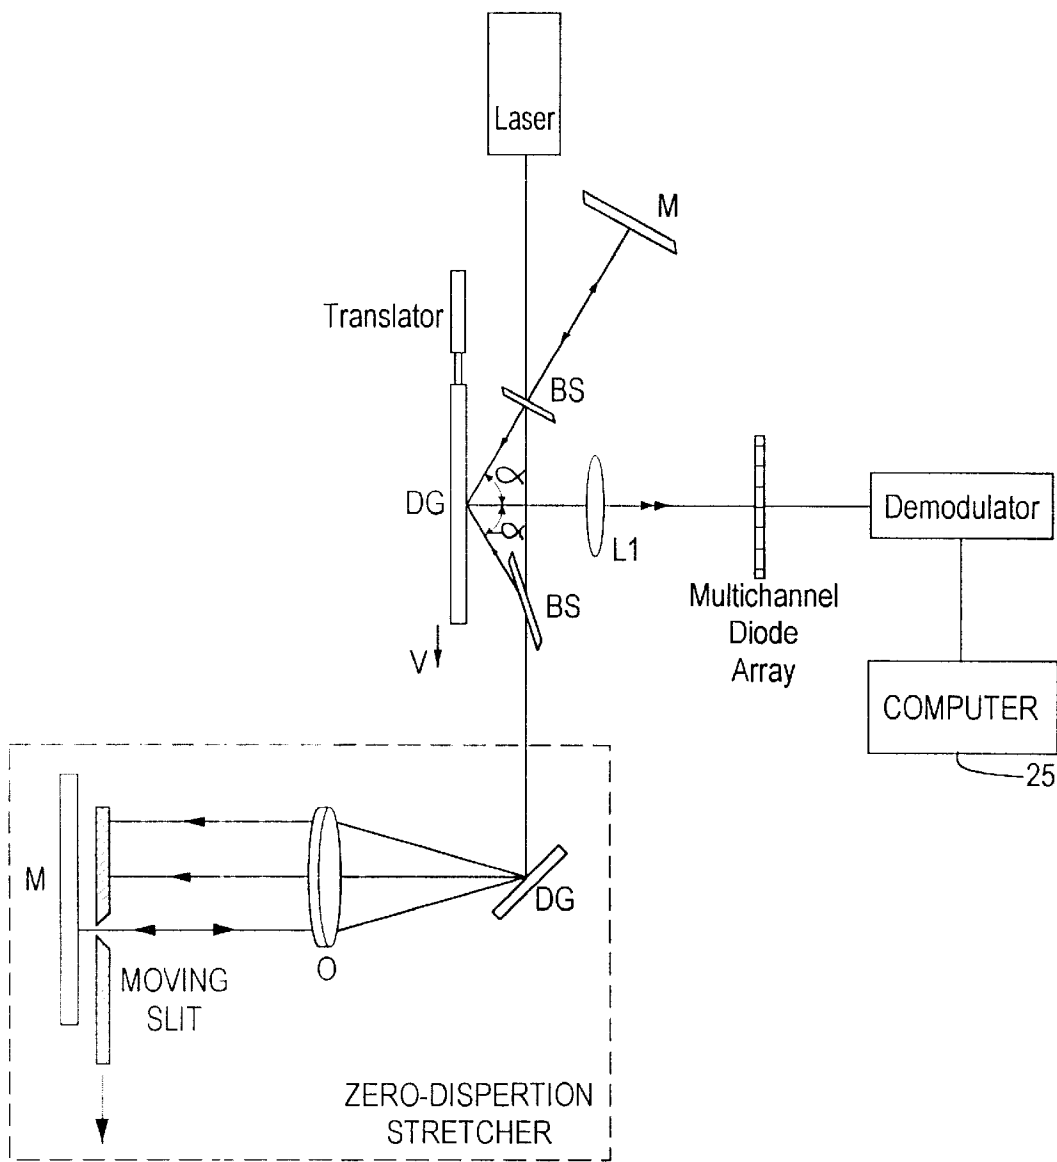 Laser
M
Translator
BS
α
DG
α
L1
Demodulator
BS
Multichannel
Diode
Array
V
COMPUTER
25
M
DG
O
MOVING
SLIT
ZERO-DISPERTION
STRETCHER